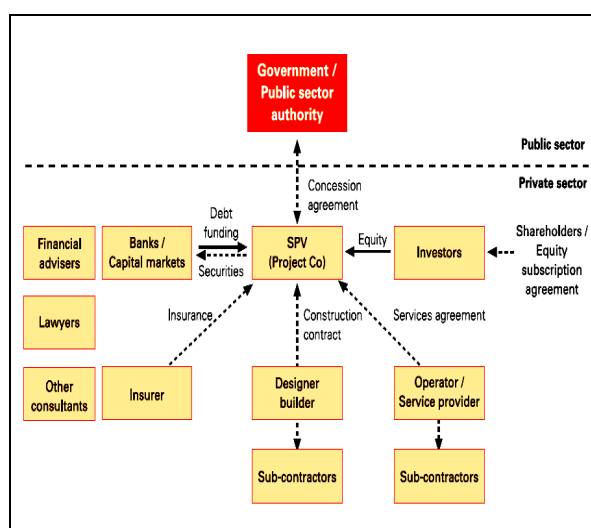 Government /
Public sector
authority
Public sector
Private sector
Concession
agreement
Financial
advisers
Banks /
Capital markets
Debt
funding
Securities
SPV
(Project Co)
Equity
Investors
Shareholders /
Equity
subscription
agreement
Lawyers
Insurance
Construction
contract
Services agreement
Other
consultants
Insurer
Designer
builder
Operator /
Service provider
Sub-contractors
Sub-contractors